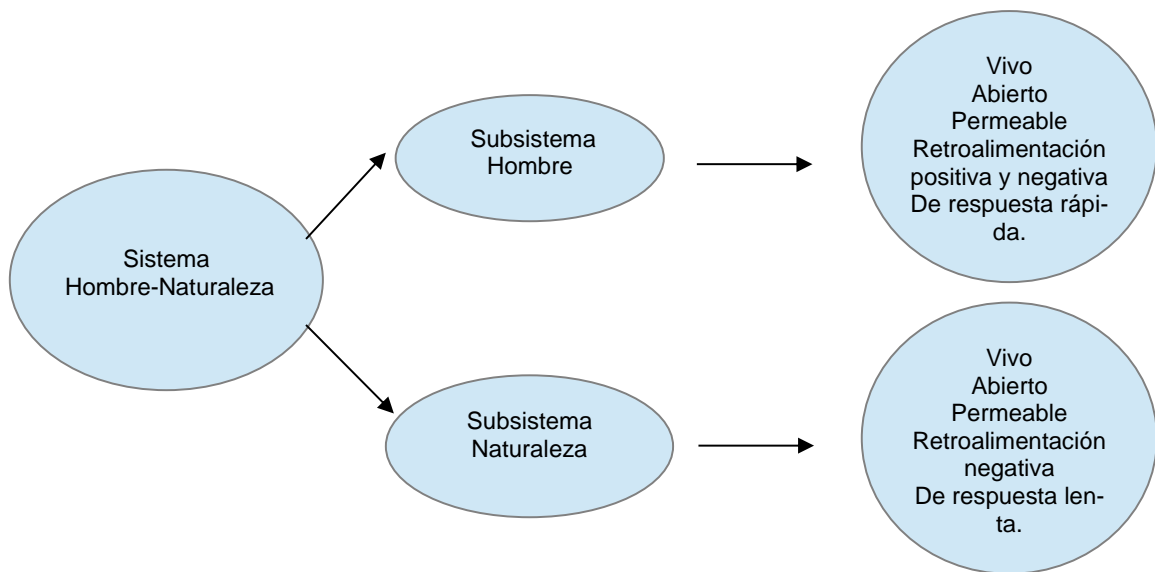 Sistema
Hombre-Naturaleza
Subsistema
Hombre
Vivo
Abierto
Permeable
Retroalimentación
positiva y negativa
De respuesta rápi-
da.
Subsistema
Naturaleza
Vivo
Abierto
Permeable
Retroalimentación
negativa
De respuesta len-
ta.